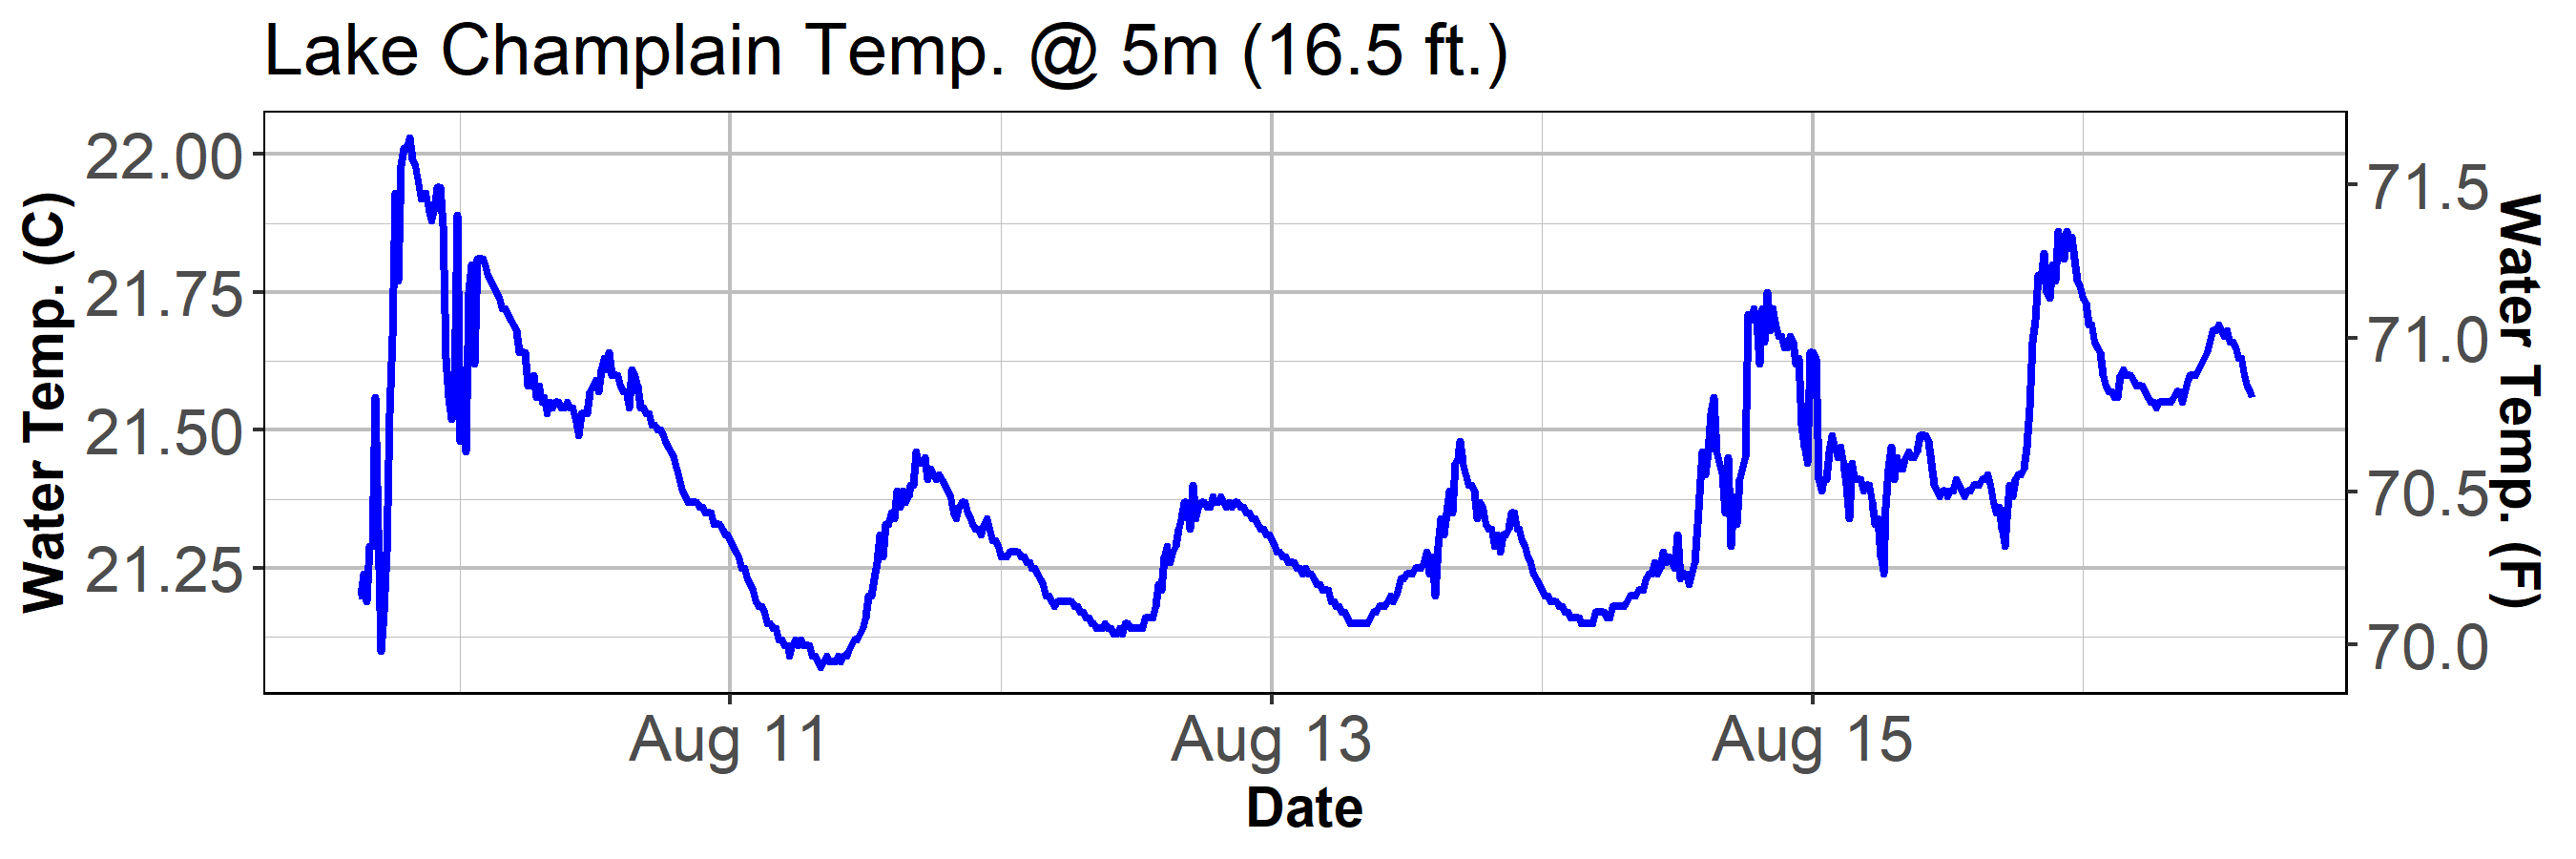 Lake Champlain Temp. @ 5m (16.5 ft.)
Water Temp. (C)
22.00
21.75
21.50
21.25
71.5
71.0
70.5
70.0
Water Temp. (F)
Aug 11
Aug 13
Aug 15
Date